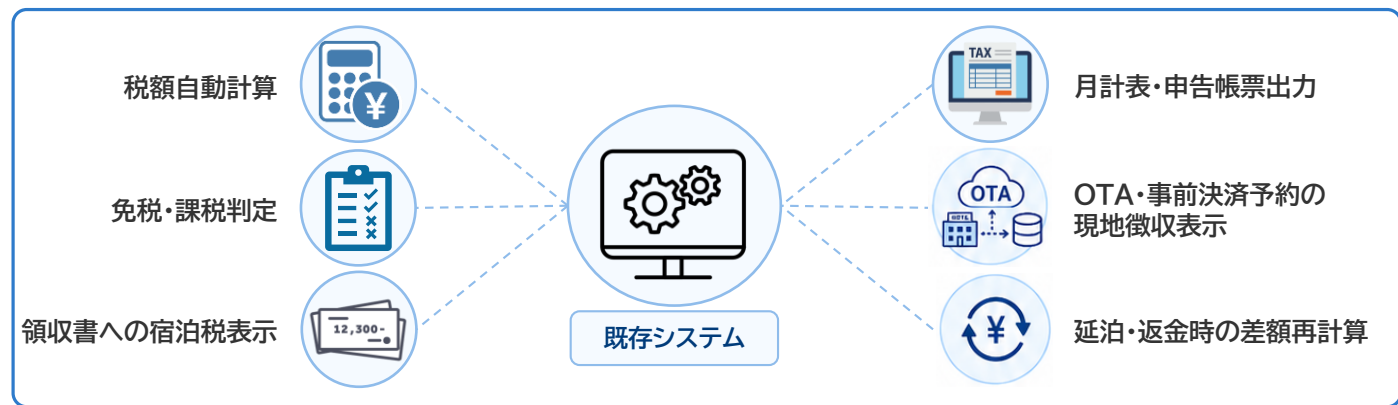 税額自動計算
¥
免税・課税判定
領収書への宿泊税表示
12,300-
既存システム
TAX
月計表・申告帳票出力
OTA
HOTEL
OTA・事前決済予約の
現地徴収表示
¥
延泊・返金時の差額再計算